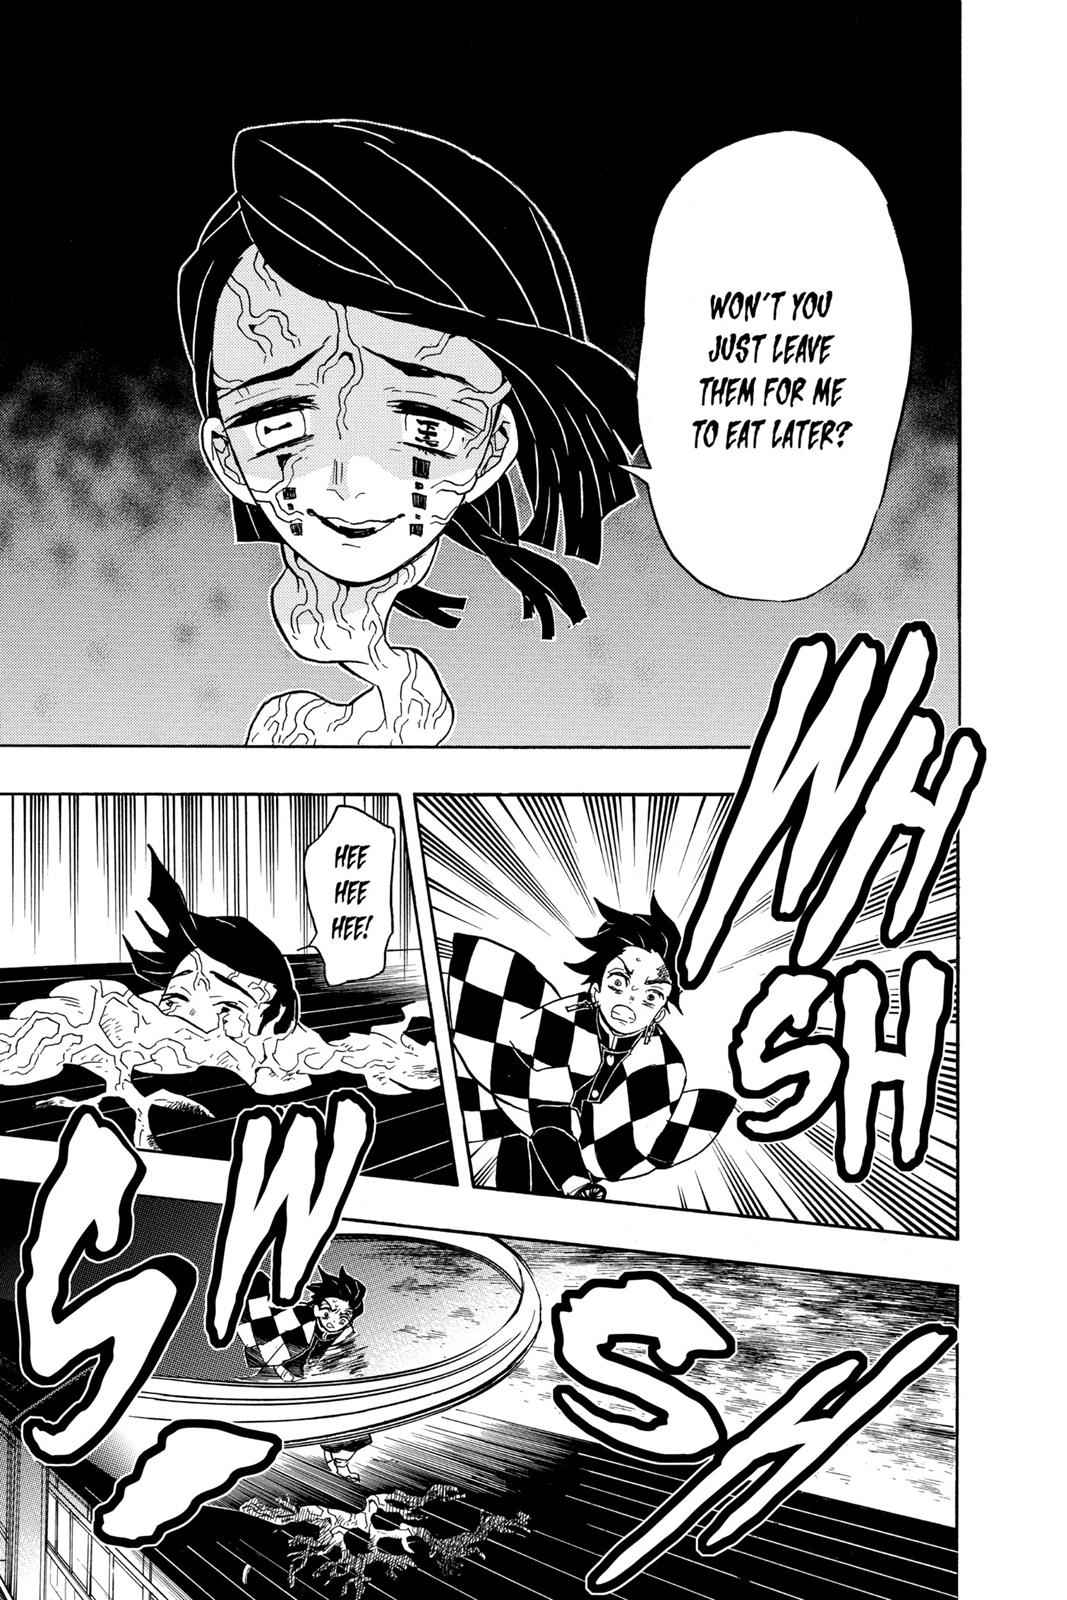 WON'T YOU
JUST LEAVE
THEM FOR ME
TO EAT LATER?
WH
SH
HEE
HEE
HEE!
SW
SH